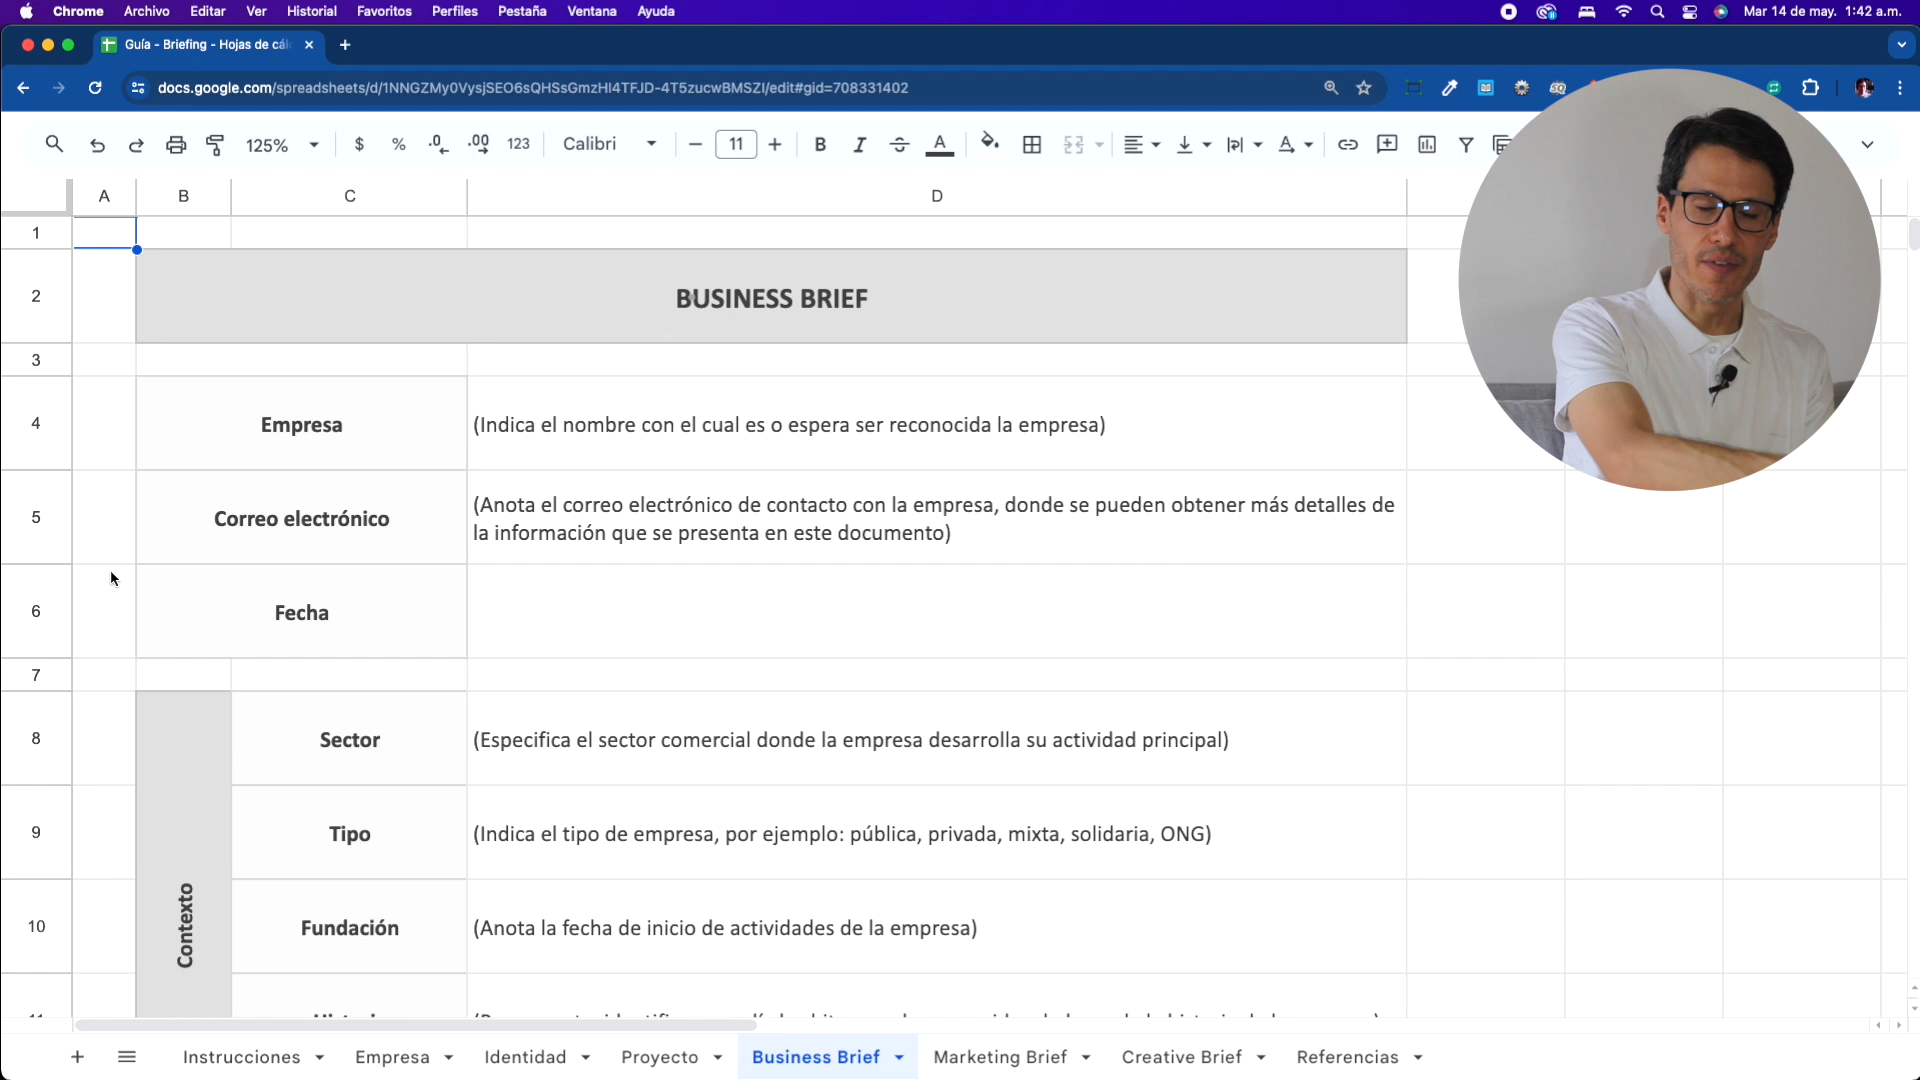 Chrome Archivo Editar Ver Historial Favoritos Perfiles Pestaña Ventana Ayuda
Mar 14 de may. 1:42 a.m.
Guía - Briefing - Hojas de cál
docs.google.com/spreadsheets/d/1NNGZMy0VysjSEO6sQHSsGmzHI4TFJD-4T5zucwBMSZI/edit#gid=708331402
125% $ % .0 .00 123 Calibri 11 B I A
A B C D
1
2 BUSINESS BRIEF
3
4 Empresa (Indica el nombre con el cual es o espera ser reconocida la empresa)
5 Correo electrónico (Anota el correo electrónico de contacto con la empresa, donde se pueden obtener más detalles de
la información que se presenta en este documento)
6 Fecha
7
8 Sector (Especifica el sector comercial donde la empresa desarrolla su actividad principal)
9 Tipo (Indica el tipo de empresa, por ejemplo: pública, privada, mixta, solidaria, ONG)
Contexto
10 Fundación (Anota la fecha de inicio de actividades de la empresa)
Instrucciones Empresa Identidad Proyecto Business Brief Marketing Brief Creative Brief Referencias